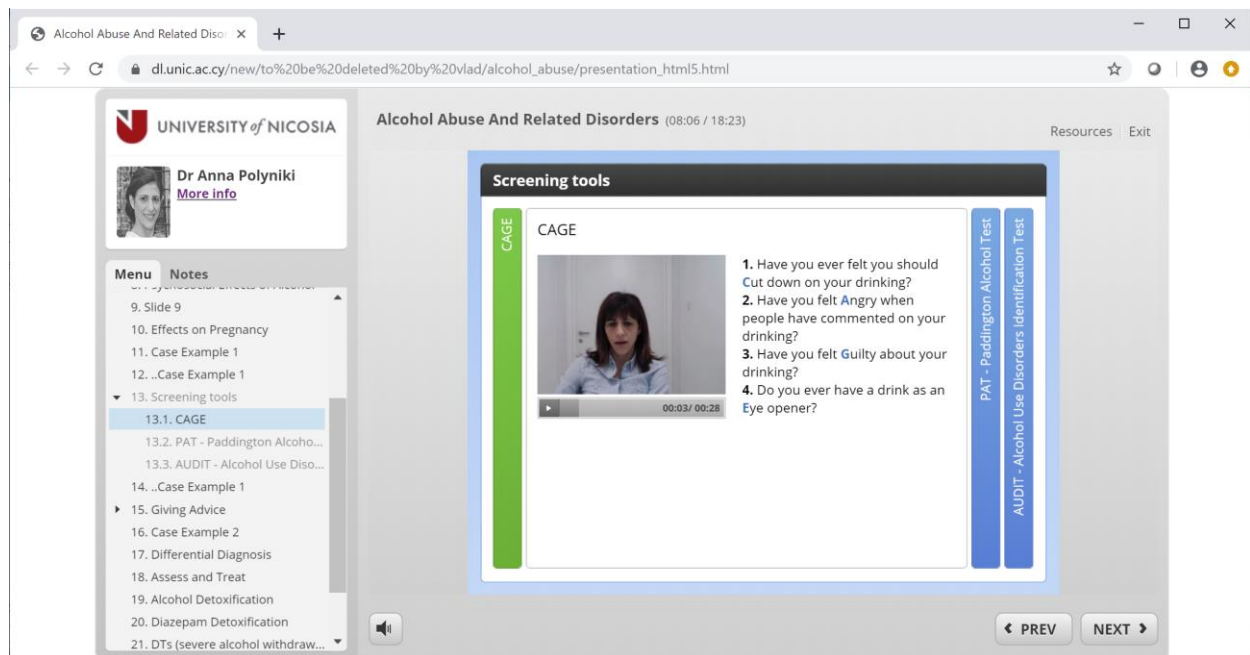 Alcohol Abuse And Related Disor
dl.unic.ac.cy/new/to%20be%20deleted%20by%20vlad/alcohol_abuse/presentation_html5.html
UNIVERSITY of NICOSIA
Dr Anna Polyniki
More info
Menu Notes
9. Slide 9
10. Effects on Pregnancy
11. Case Example 1
12. ..Case Example 1
13. Screening tools
13.1. CAGE
13.2. PAT - Paddington Alcoho...
13.3. AUDIT - Alcohol Use Diso...
14. ..Case Example 1
15. Giving Advice
16. Case Example 2
17. Differential Diagnosis
18. Assess and Treat
19. Alcohol Detoxification
20. Diazepam Detoxification
21. DTs (severe alcohol withdraw...
Alcohol Abuse And Related Disorders (08:06 / 18:23)
Resources Exit
Screening tools
CAGE
CAGE
00:03/ 00:28
1. Have you ever felt you should
Cut down on your drinking?
2. Have you felt Angry when
people have commented on your
drinking?
3. Have you felt Guilty about your
drinking?
4. Do you ever have a drink as an
Eye opener?
PAT - Paddington Alcohol Test
AUDIT - Alcohol Use Disorders Identification Test
PREV NEXT